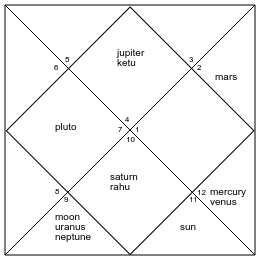 jupiter
ketu
5
3
6
2
mars
pluto
4
7 1
10
saturn
rahu
8
9
12
11
mercury
venus
moon
uranus
neptune
sun